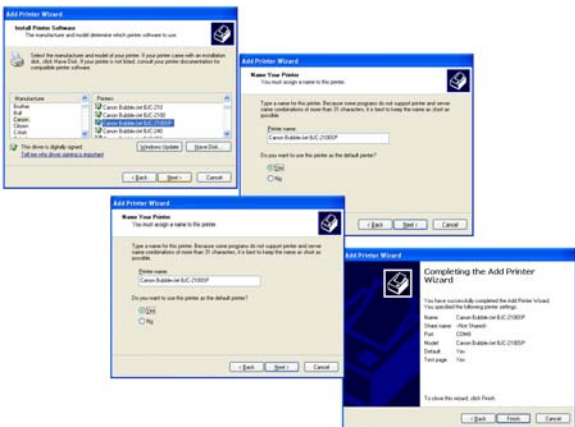 Add Printer Wizard
Install Printer Software
The manufacturer and model determine which printer software to use.
Select the manufacturer and model of your printer. If your printer came with an installation
disk, click Have Disk. If your printer is not listed, consult your printer documentation for
compatible printer software.
Manufacturer
Brother
Bull
Canon
Citizen
C-Itoh
Printers
Canon Bubble-Jet BJC-210
Canon Bubble-Jet BJC-2100
Canon Bubble-Jet BJC-210SP
Canon Bubble-Jet BJC-240
This driver is digitally signed.
Tell me why driver signing is important
Windows Update
Have Disk...
< Back
Next >
Cancel
Add Printer Wizard
Name Your Printer
You must assign a name to this printer.
Type a name for this printer. Because some programs do not support printer and server
name combinations of more than 31 characters, it is best to keep the name as short as
possible.
Printer name:
Canon Bubble-Jet BJC-210SP
Do you want to use this printer as the default printer?
Yes
No
< Back
Next >
Cancel
Add Printer Wizard
Name Your Printer
You must assign a name to this printer.
Type a name for this printer. Because some programs do not support printer and server
name combinations of more than 31 characters, it is best to keep the name as short as
possible.
Printer name:
Canon Bubble-Jet BJC-210SP
Do you want to use this printer as the default printer?
Yes
No
< Back
Next >
Cancel
Add Printer Wizard
Completing the Add Printer
Wizard
You have successfully completed the Add Printer Wizard.
You specified the following printer settings:
Name: Canon Bubble-Jet BJC-210SP
Share name: <Not Shared>
Port:
Model: Canon Bubble-Jet BJC-210SP
Default: Yes
Test page: Yes
To close this wizard, click Finish.
< Back
Finish
Cancel